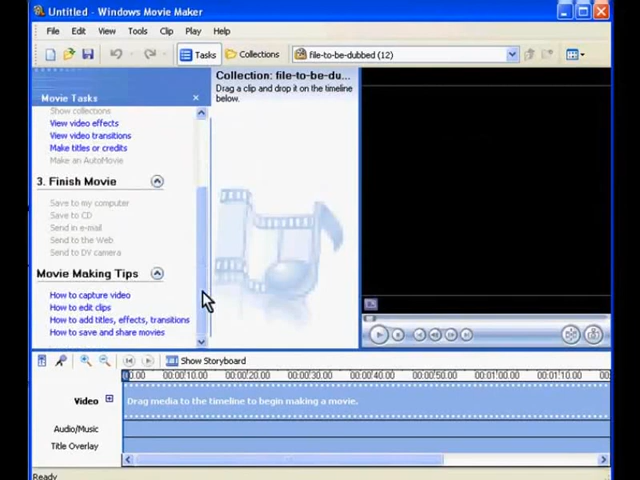 Untitled - Windows Movie Maker
File Edit View Tools Clip Play Help
Tasks Collections file-to-be-dubbed (12)
Movie Tasks
Collection: file-to-be-du...
Drag a clip and drop it on the timeline
below.
Show collections
View video effects
View video transitions
Make titles or credits
Make an AutoMovie
3. Finish Movie
Save to my computer
Save to CD
Send in e-mail
Send to the Web
Send to DV camera
Movie Making Tips
How to capture video
How to edit clips
How to add titles, effects, transitions
How to save and share movies
Show Storyboard
0.00 00:00:10.00 00:00:20.00 00:00:30.00 00:00:40.00 00:00:50.00 00:01:00.00 00:01:10.00 00:
Video Drag media to the timeline to begin making a movie.
Audio/Music
Title Overlay
Ready